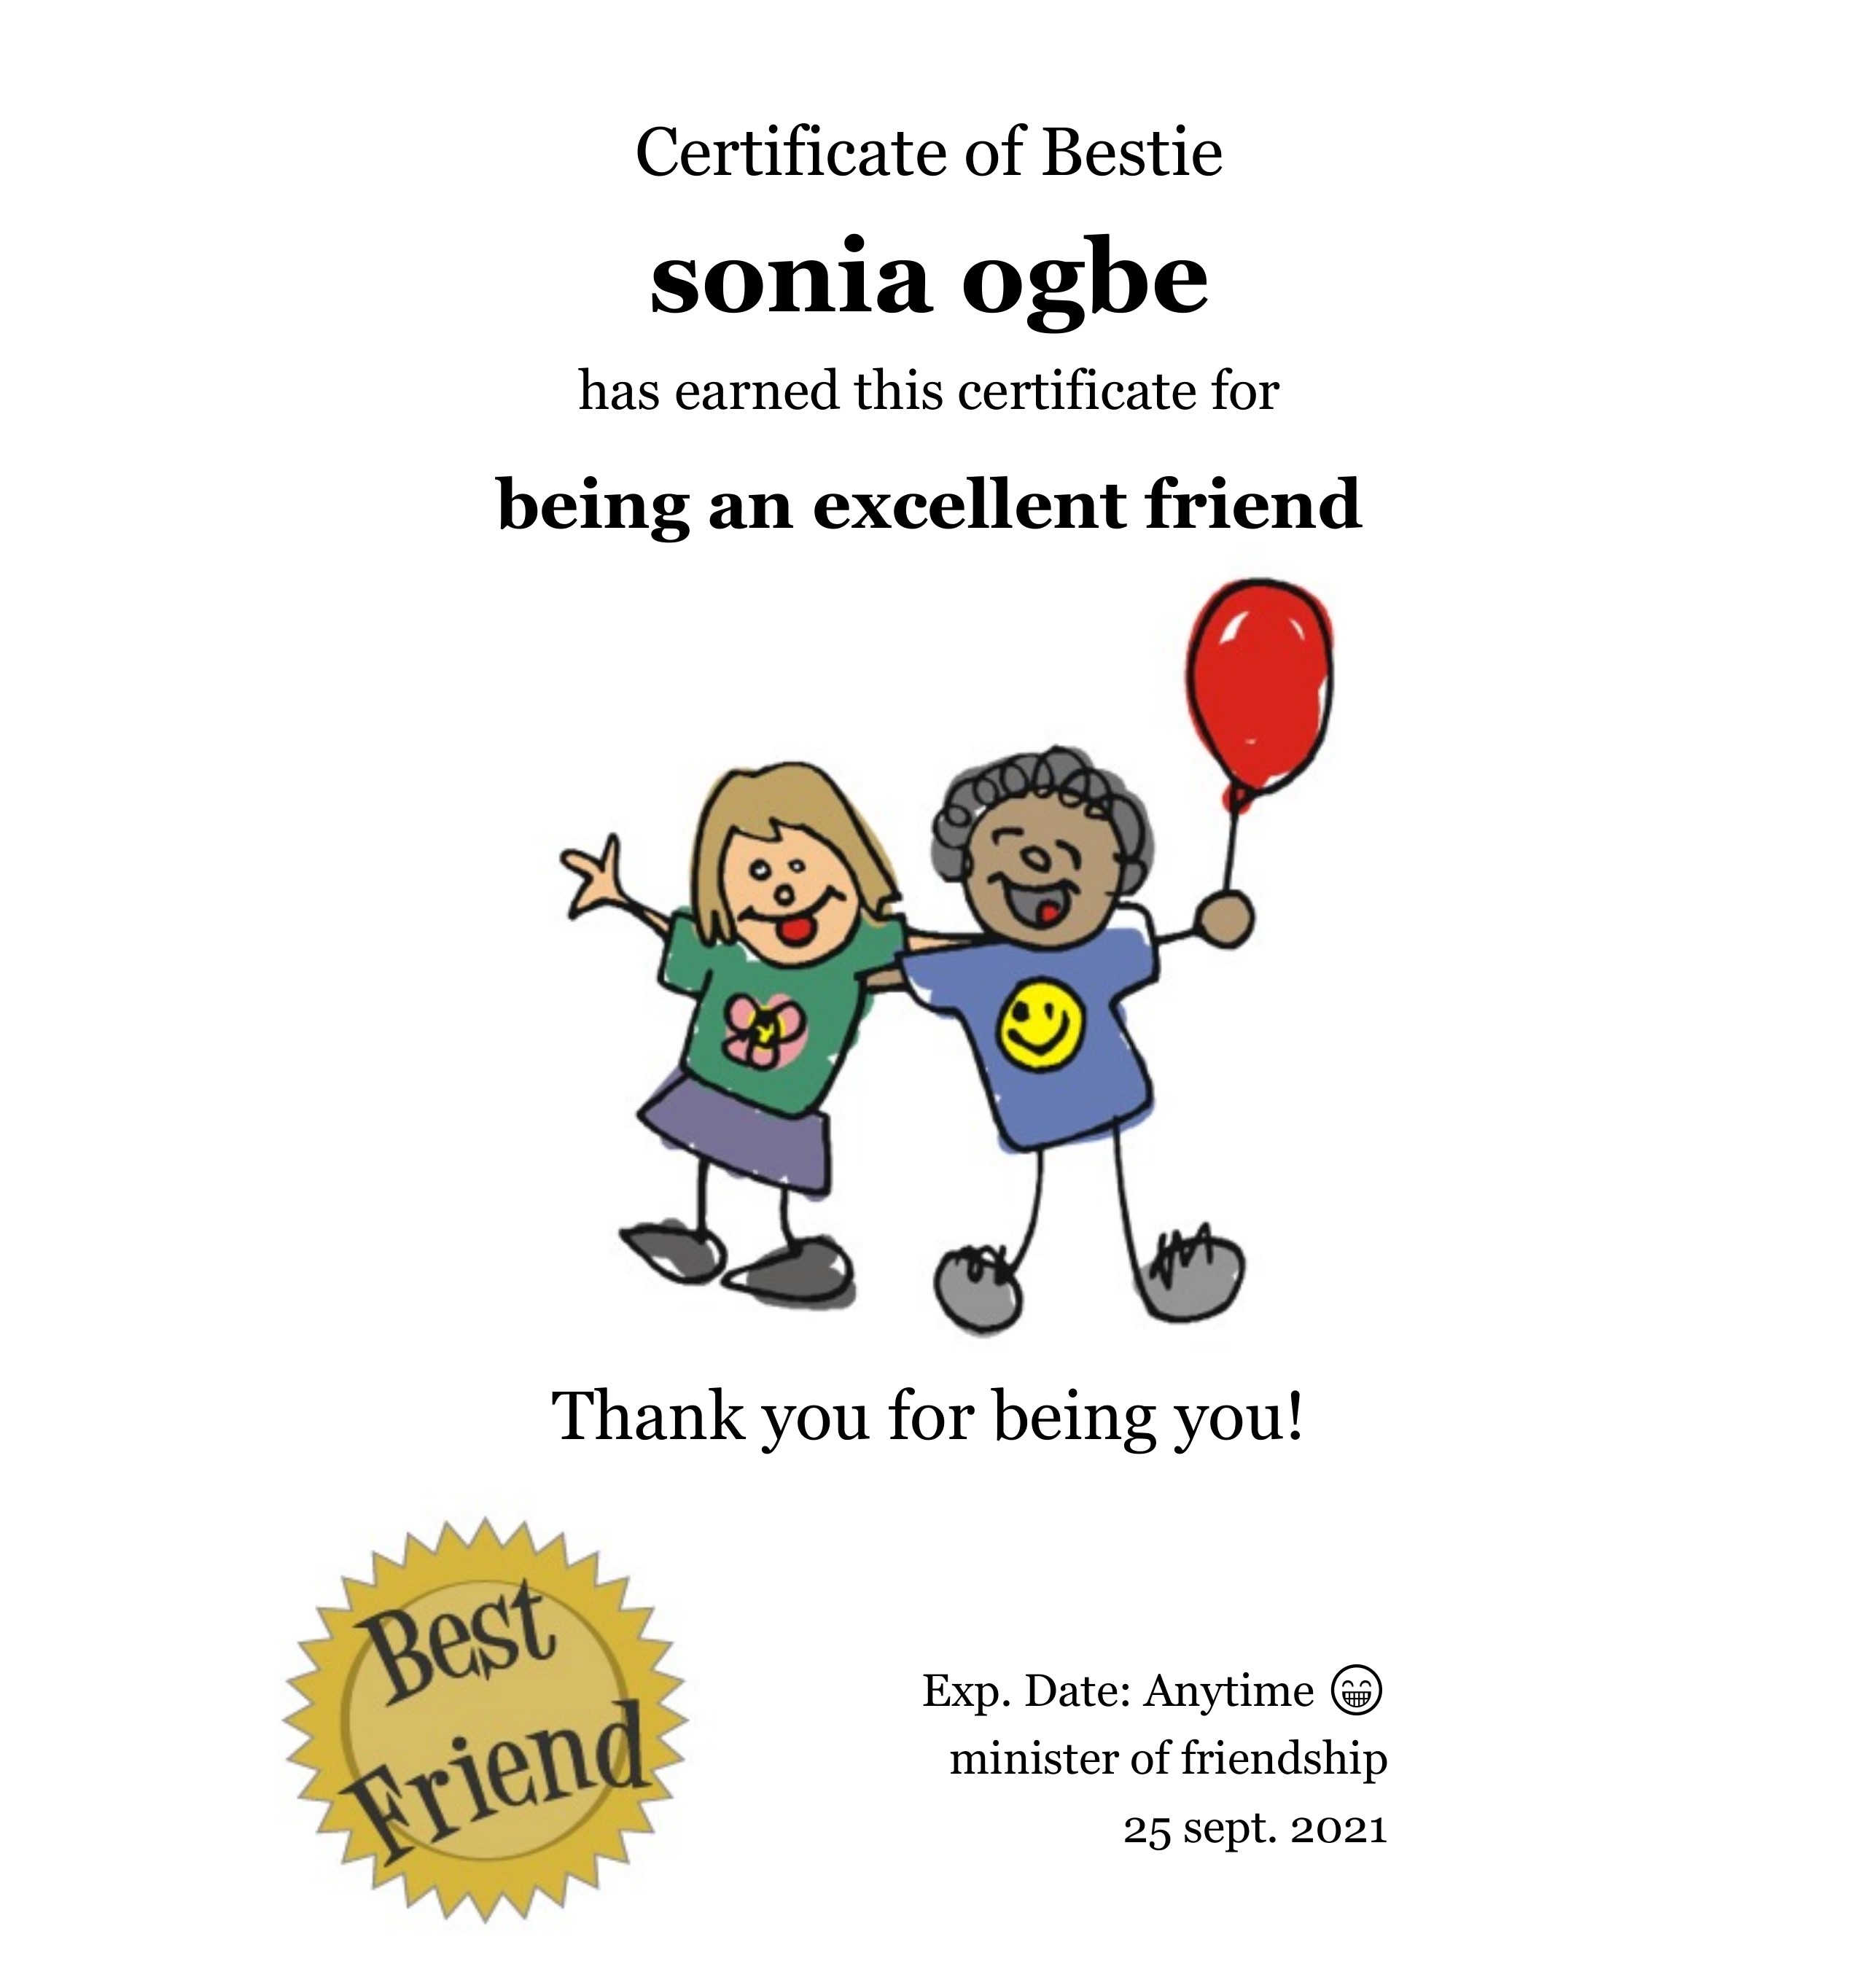 Certificate of Bestie
sonia ogbe
has earned this certificate for
being an excellent friend
Thank you for being you!
Best
Friend
Exp. Date: Anytime 😁
minister of friendship
25 sept. 2021